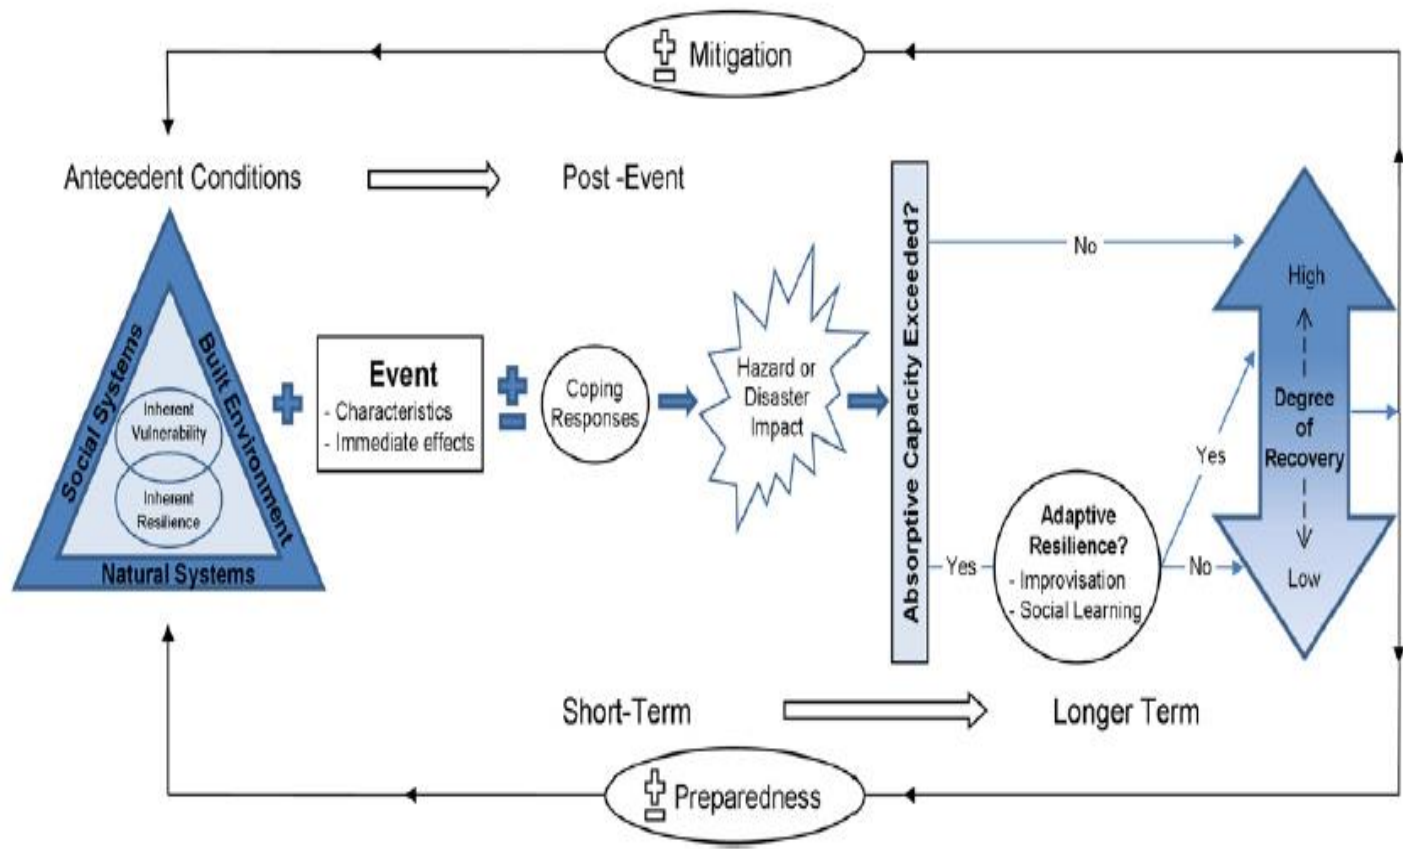 Mitigation
Antecedent Conditions
Post -Event
Social Systems
Built Environment
Natural Systems
Inherent
Vulnerability
Inherent
Resilience
Event
- Characteristics
- Immediate effects
Coping
Responses
Hazard or
Disaster
Impact
Absorptive Capacity Exceeded?
No
Yes
Adaptive
Resilience?
- Improvisation
- Social Learning
Yes
No
High
Degree
of
Recovery
Low
Short-Term
Longer Term
Preparedness